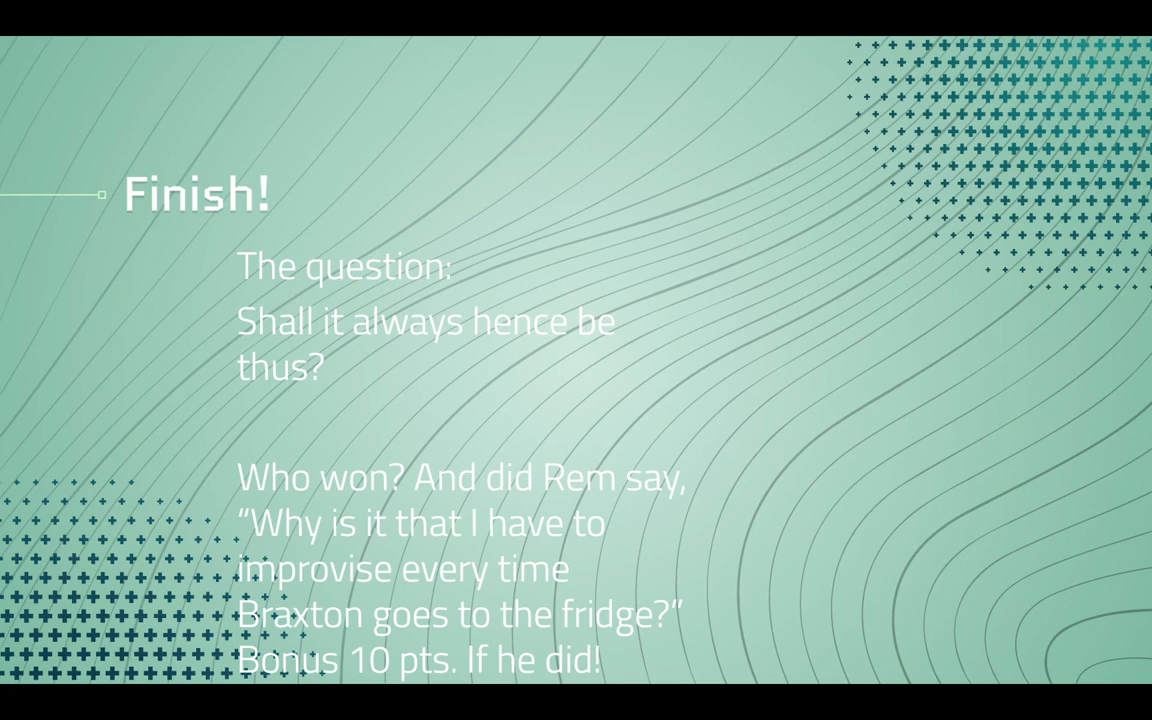 Finish!
The question:
Shall it always hence be
thus?
Who won? And did Rem say,
“Why is it that I have to
improvise every time
Braxton goes to the fridge?”
Bonus 10 pts. If he did!